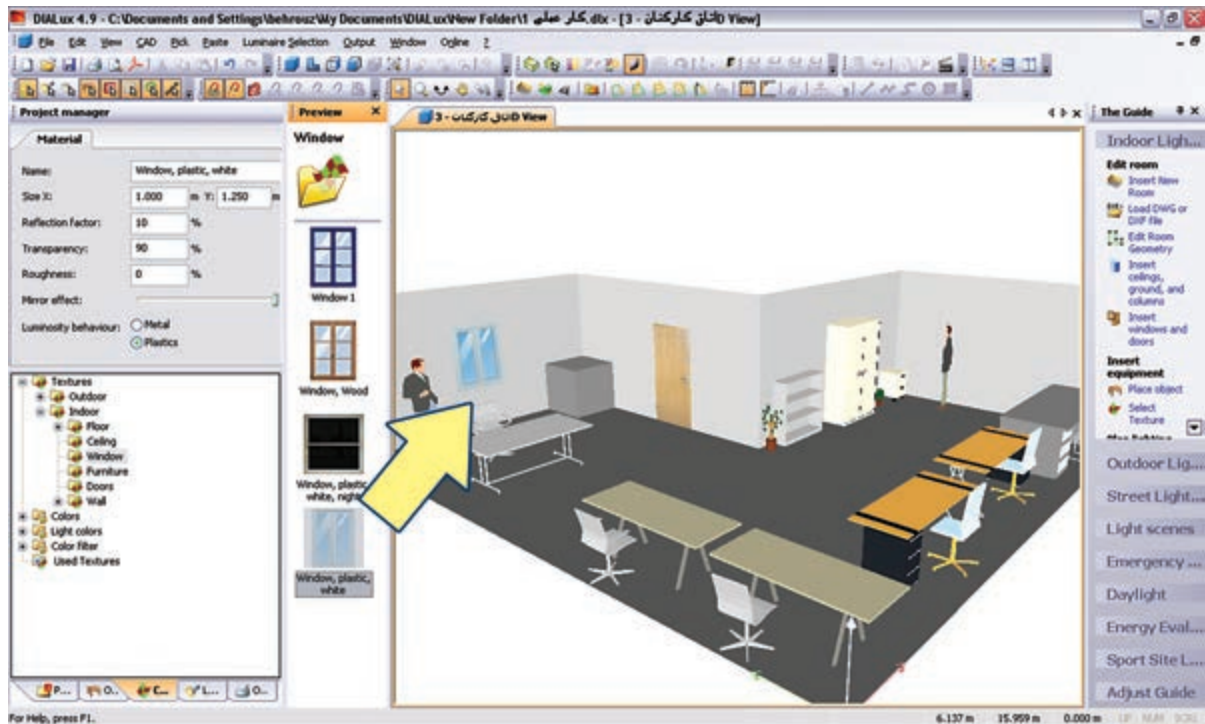 DIALux 4.9 - C:\Documents and Settings\behrouz\My Documents\DIALux\New Folder\1 کار عملی.dlx - [3 - اتاق کارکنان D View]
File Edit View CAD Pick Paste Luminaire Selection Output Window Online ?
Project manager
Material
Name: Window, plastic, white
Size X: 1.000 m Y: 1.250 m
Reflection factor: 10 %
Transparency: 90 %
Roughness: 0 %
Mirror effect:
Luminosity behaviour: Metal
Plastics
Textures
Outdoor
Indoor
Floor
Ceiling
Window
Furniture
Doors
Wall
Colors
Light colors
Color filter
Used Textures
P... O.. C... L... O...
For Help, press F1.
Preview
Window
Window 1
Window, Wood
Window, plastic,
white, night
Window, plastic,
white
3 - اتاق کارکنان D View
The Guide
Indoor Ligh...
Edit room
Insert New
Room
Load DWG or
DXF file
Edit Room
Geometry
Insert
ceilings,
ground, and
columns
Insert
windows and
doors
Insert
equipment
Place object
Select
Texture
Outdoor Lig...
Street Light...
Light scenes
Emergency ...
Daylight
Energy Eval...
Sport Site L...
Adjust Guide
6.137 m 15.959 m 0.000 m UP NUM SCRL